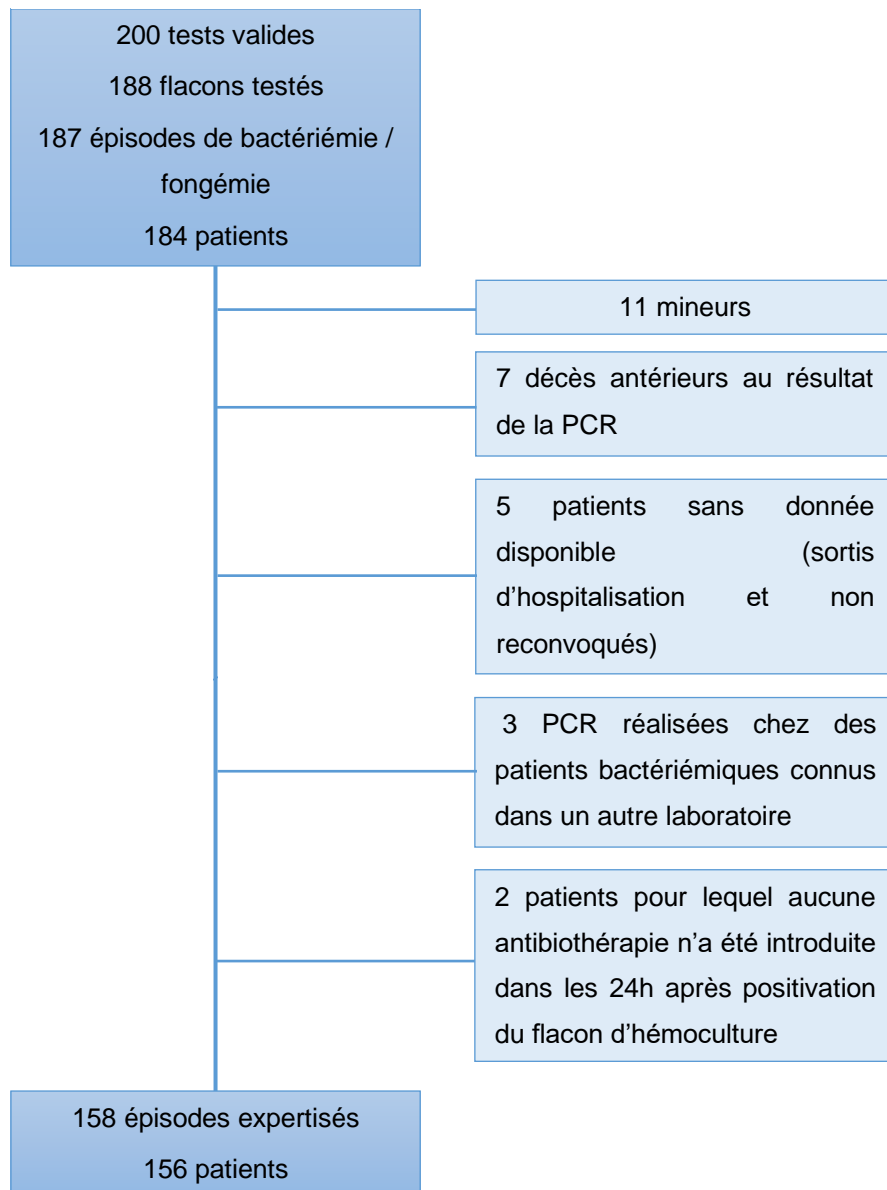 200 tests valides
188 flacons testés
187 épisodes de bactériémie /
fongémie
184 patients
11 mineurs
7 décès antérieurs au résultat
de la PCR
5 patients sans donnée
disponible (sortis
d’hospitalisation et non
reconvoqués)
3 PCR réalisées chez des
patients bactériémiques connus
dans un autre laboratoire
2 patients pour lequel aucune
antibiothérapie n’a été introduite
dans les 24h après positivation
du flacon d’hémoculture
158 épisodes expertisés
156 patients